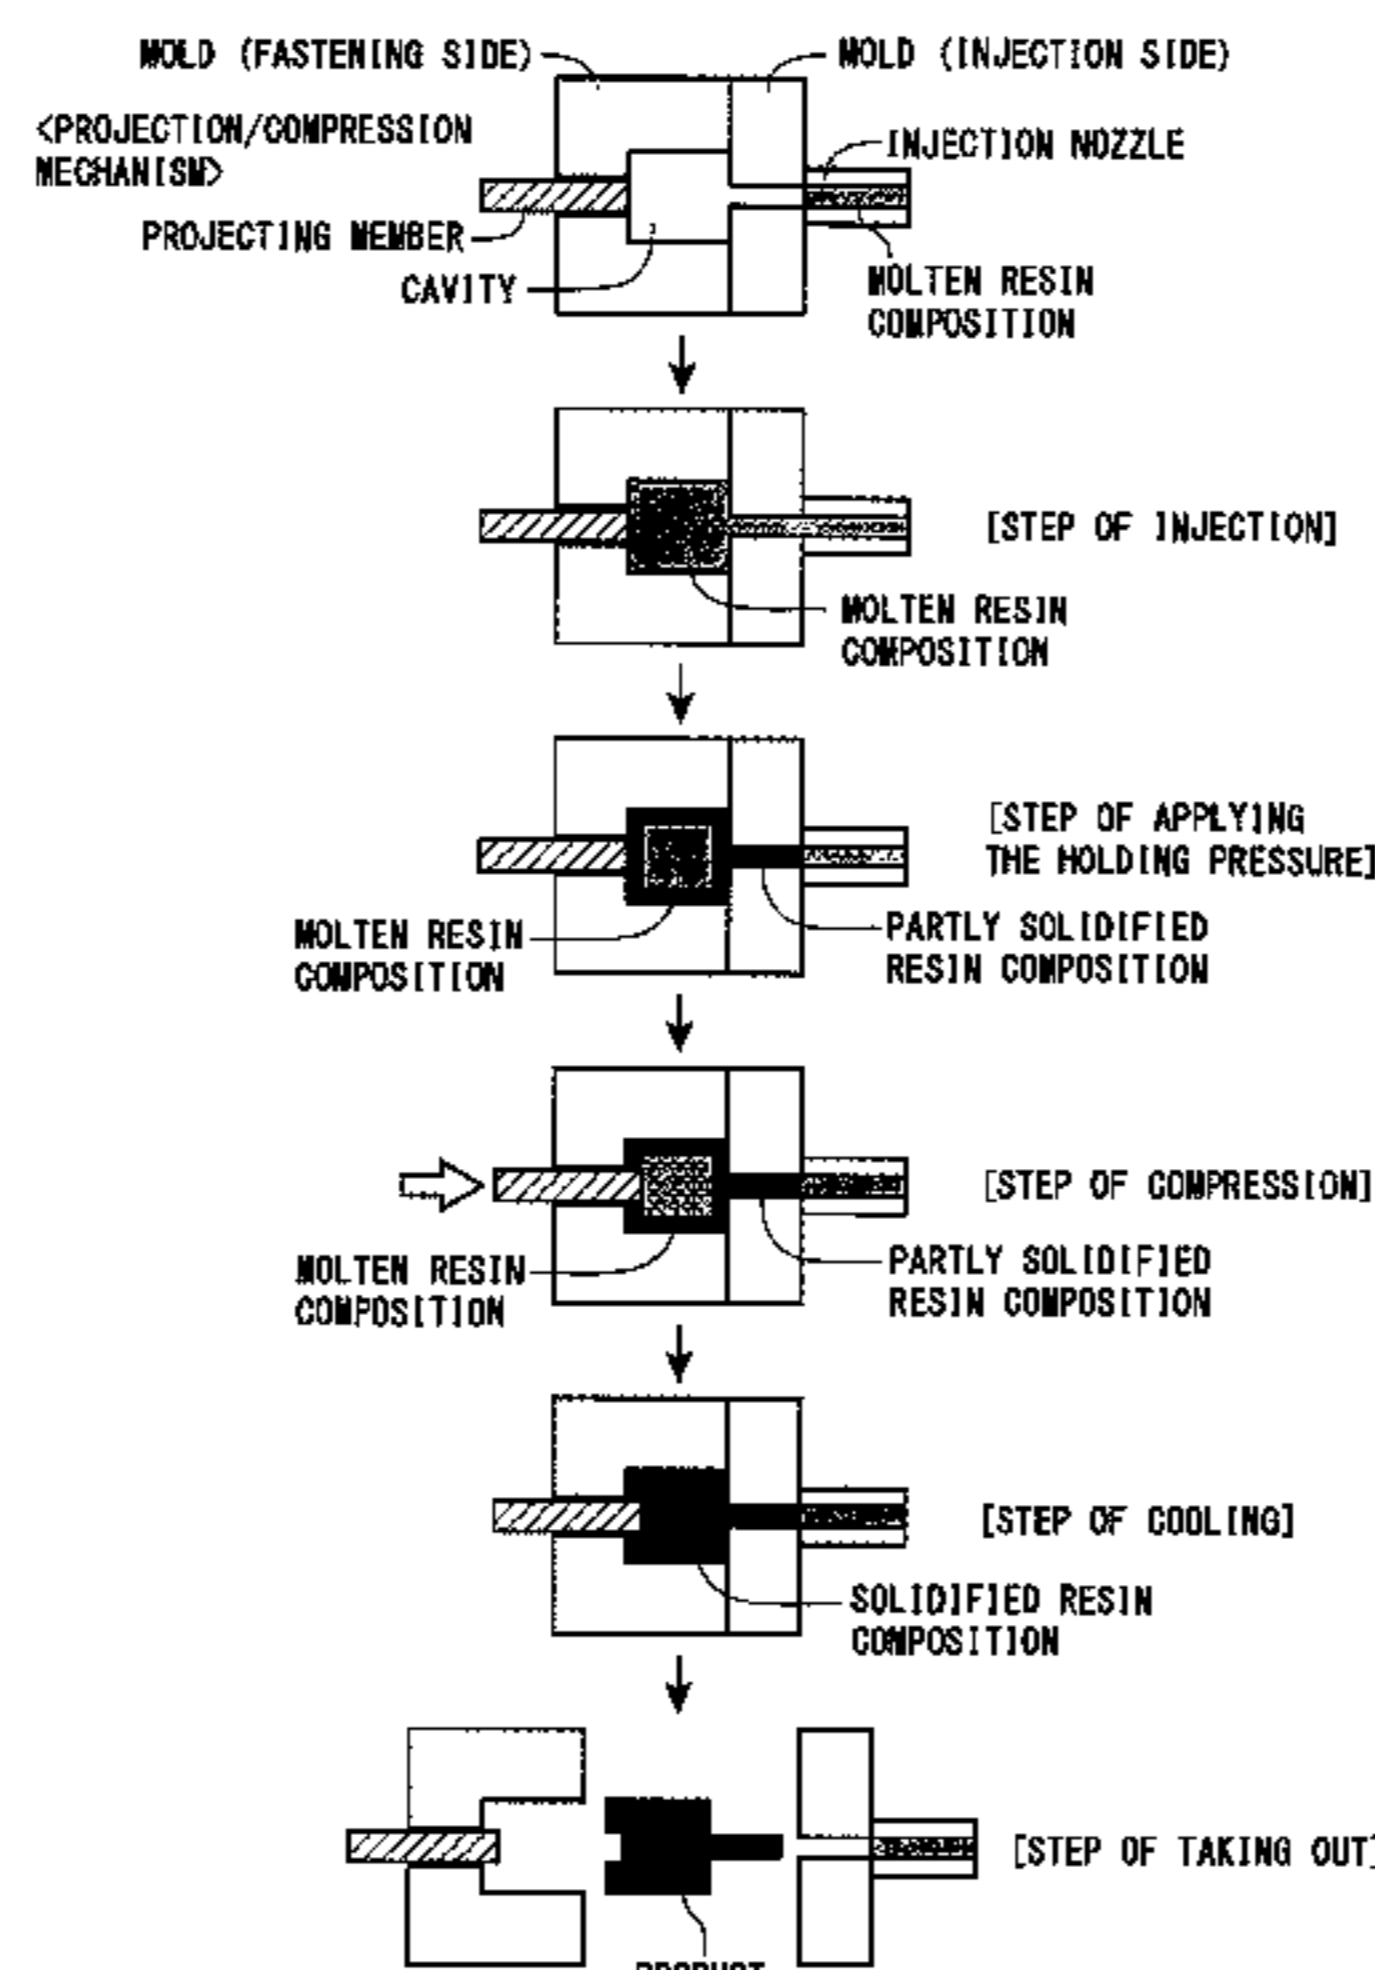 MOLD (FASTENING SIDE)
MOLD (INJECTION SIDE)
<PROJECTION/COMPRESSION
MECHANISM>
INJECTION NOZZLE
PROJECTING MEMBER
CAVITY
MOLTEN RESIN
COMPOSITION
[STEP OF INJECTION]
MOLTEN RESIN
COMPOSITION
[STEP OF APPLYING
THE HOLDING PRESSURE]
MOLTEN RESIN
COMPOSITION
PARTLY SOLIDIFIED
RESIN COMPOSITION
[STEP OF COMPRESSION]
MOLTEN RESIN
COMPOSITION
PARTLY SOLIDIFIED
RESIN COMPOSITION
[STEP OF COOLING]
SOLIDIFIED RESIN
COMPOSITION
[STEP OF TAKING OUT]
PRODUCT